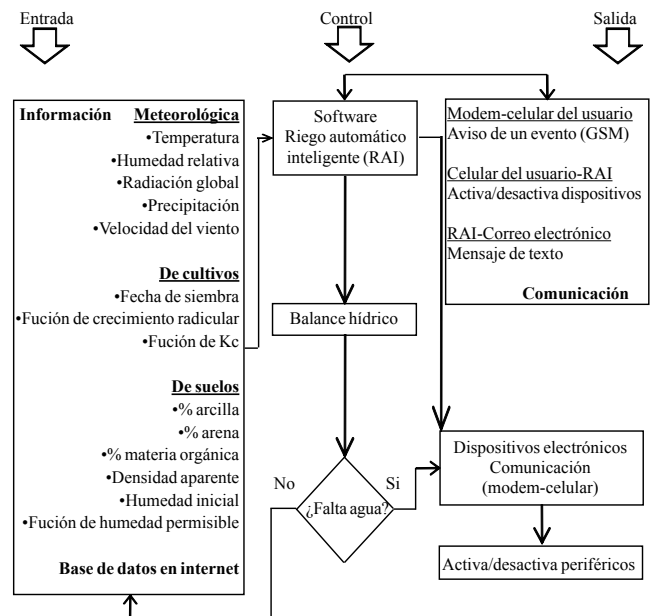 Entrada
Control
Salida
Información Meteorológica
•Temperatura
•Humedad relativa
•Radiación global
•Precipitación
•Velocidad del viento
De cultivos
•Fecha de siembra
•Fución de crecimiento radicular
•Fución de Kc
De suelos
•% arcilla
•% arena
•% materia orgánica
•Densidad aparente
•Humedad inicial
•Fución de humedad permisible
Base de datos en internet
Software
Riego automático
inteligente (RAI)
Balance hídrico
¿Falta agua?
No
Si
Modem-celular del usuario
Aviso de un evento (GSM)
Celular del usuario-RAI
Activa/desactiva dispositivos
RAI-Correo electrónico
Mensaje de texto
Comunicación
Dispositivos electrónicos
Comunicación
(modem-celular)
Activa/desactiva periféricos